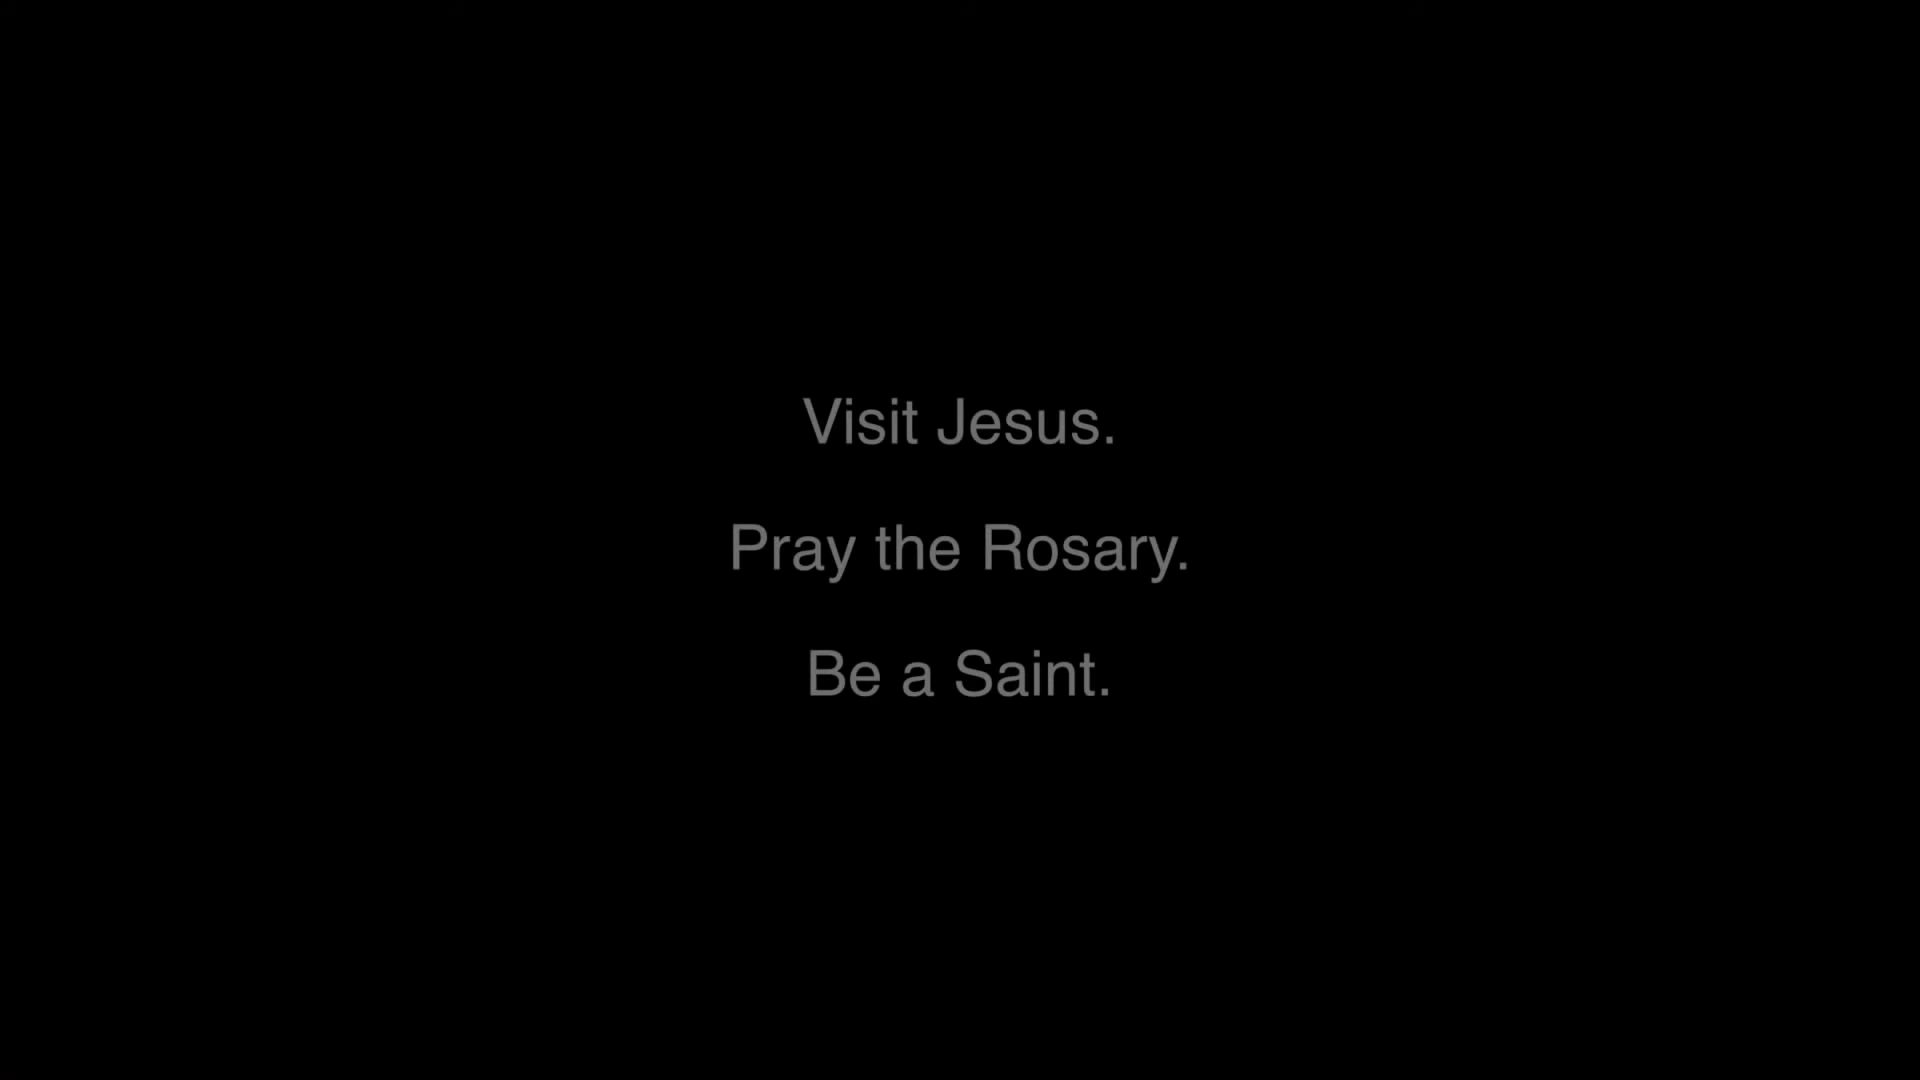 Visit Jesus.
Pray the Rosary.
Be a Saint.